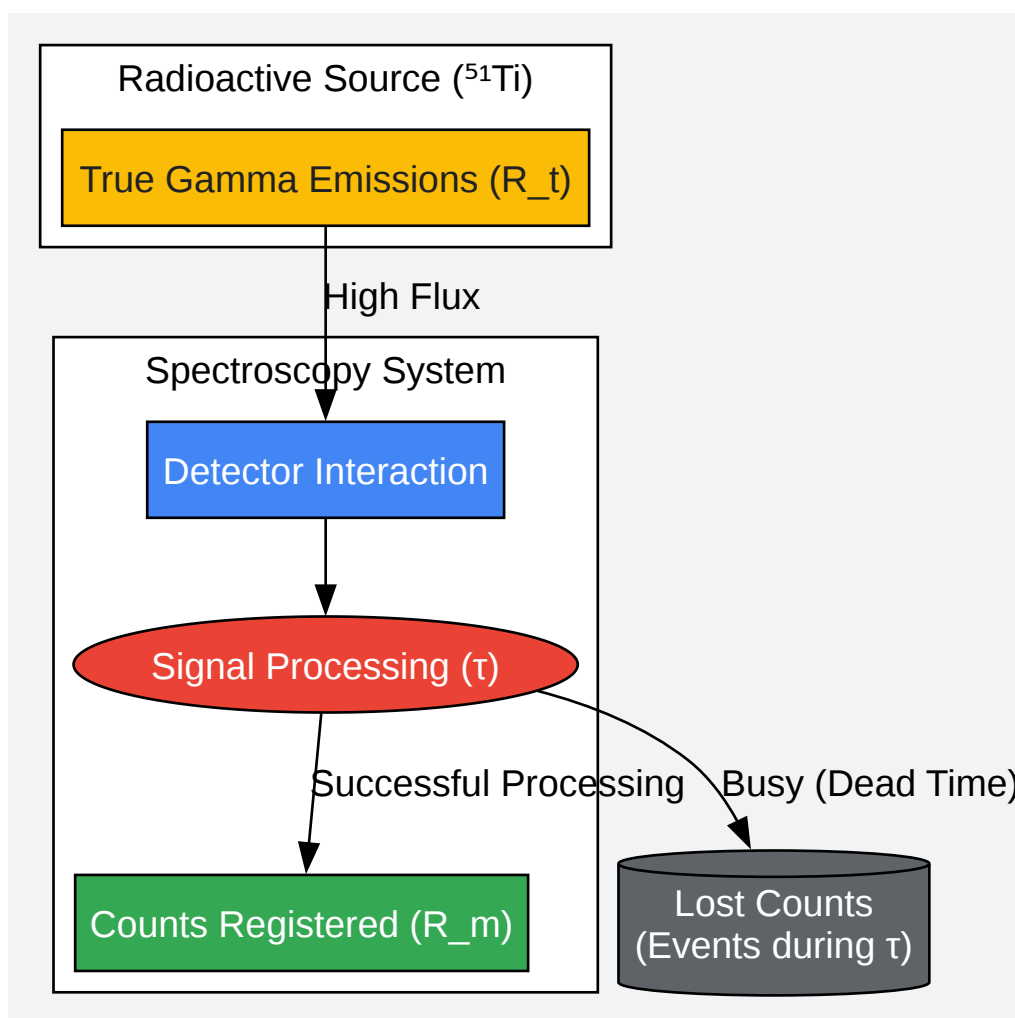 Radioactive Source (⁵¹Ti)
True Gamma Emissions (R_t)
High Flux
Spectroscopy System
Detector Interaction
Signal Processing (τ)
Successful Processing
Busy (Dead Time)
Counts Registered (R_m)
Lost Counts
(Events during τ)